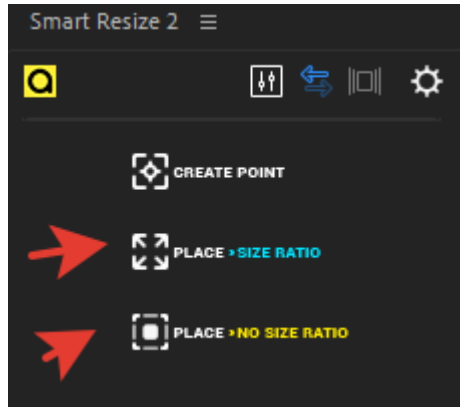 Smart Resize 2
CREATE POINT
PLACE › SIZE RATIO
PLACE › NO SIZE RATIO